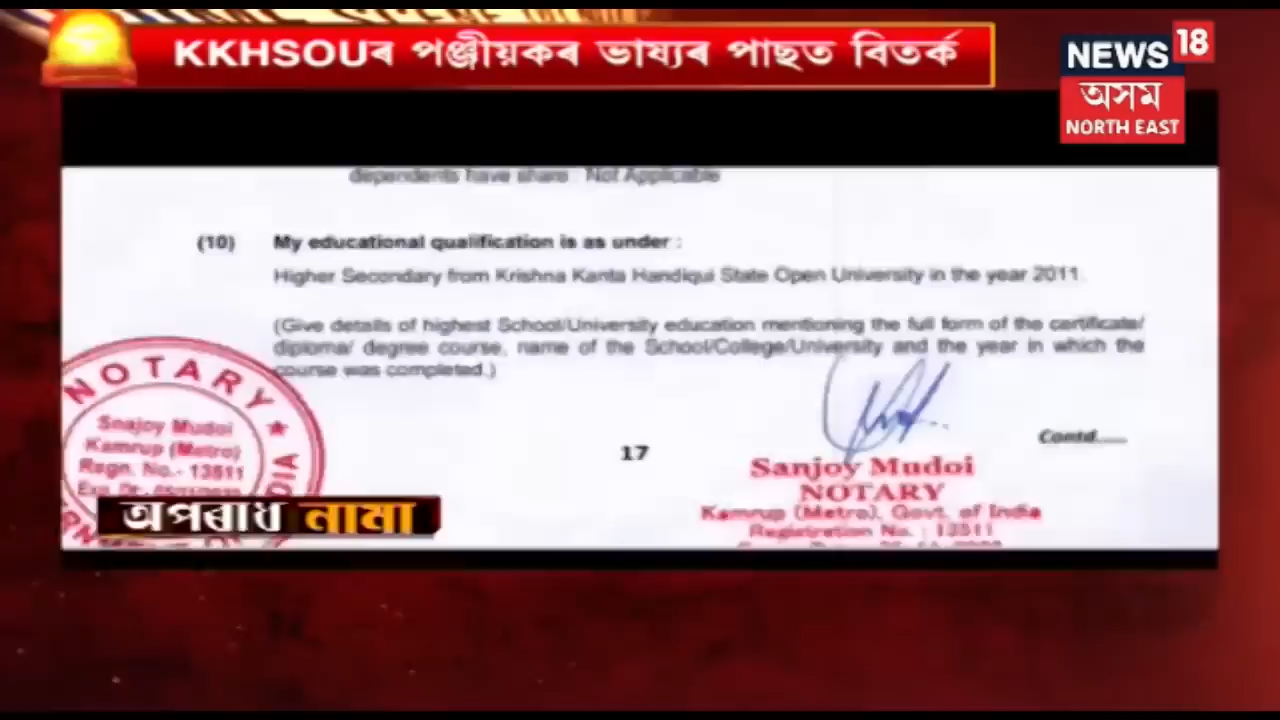 KKHSOUৰ পঞ্জীয়কৰ ভাষ্যৰ পাছত বিতৰ্ক
NEWS 18
অসম
NORTH EAST
dependents have share : Not Applicable
(10) My educational qualification is as under :
Higher Secondary from Krishna Kanta Handiqui State Open University in the year 2011.
(Give details of highest School/University education mentioning the full form of the certificate/
diploma/ degree course, name of the School/College/University and the year in which the
course was completed.)
NOTARY
Snajoy Mudoi
Kamrup (Metro)
Regn. No.- 13511
17
Contd.....
Sanjoy Mudoi
NOTARY
Kamrup (Metro), Govt. of India
Registration No. : 13511
অপৰাধ নামা